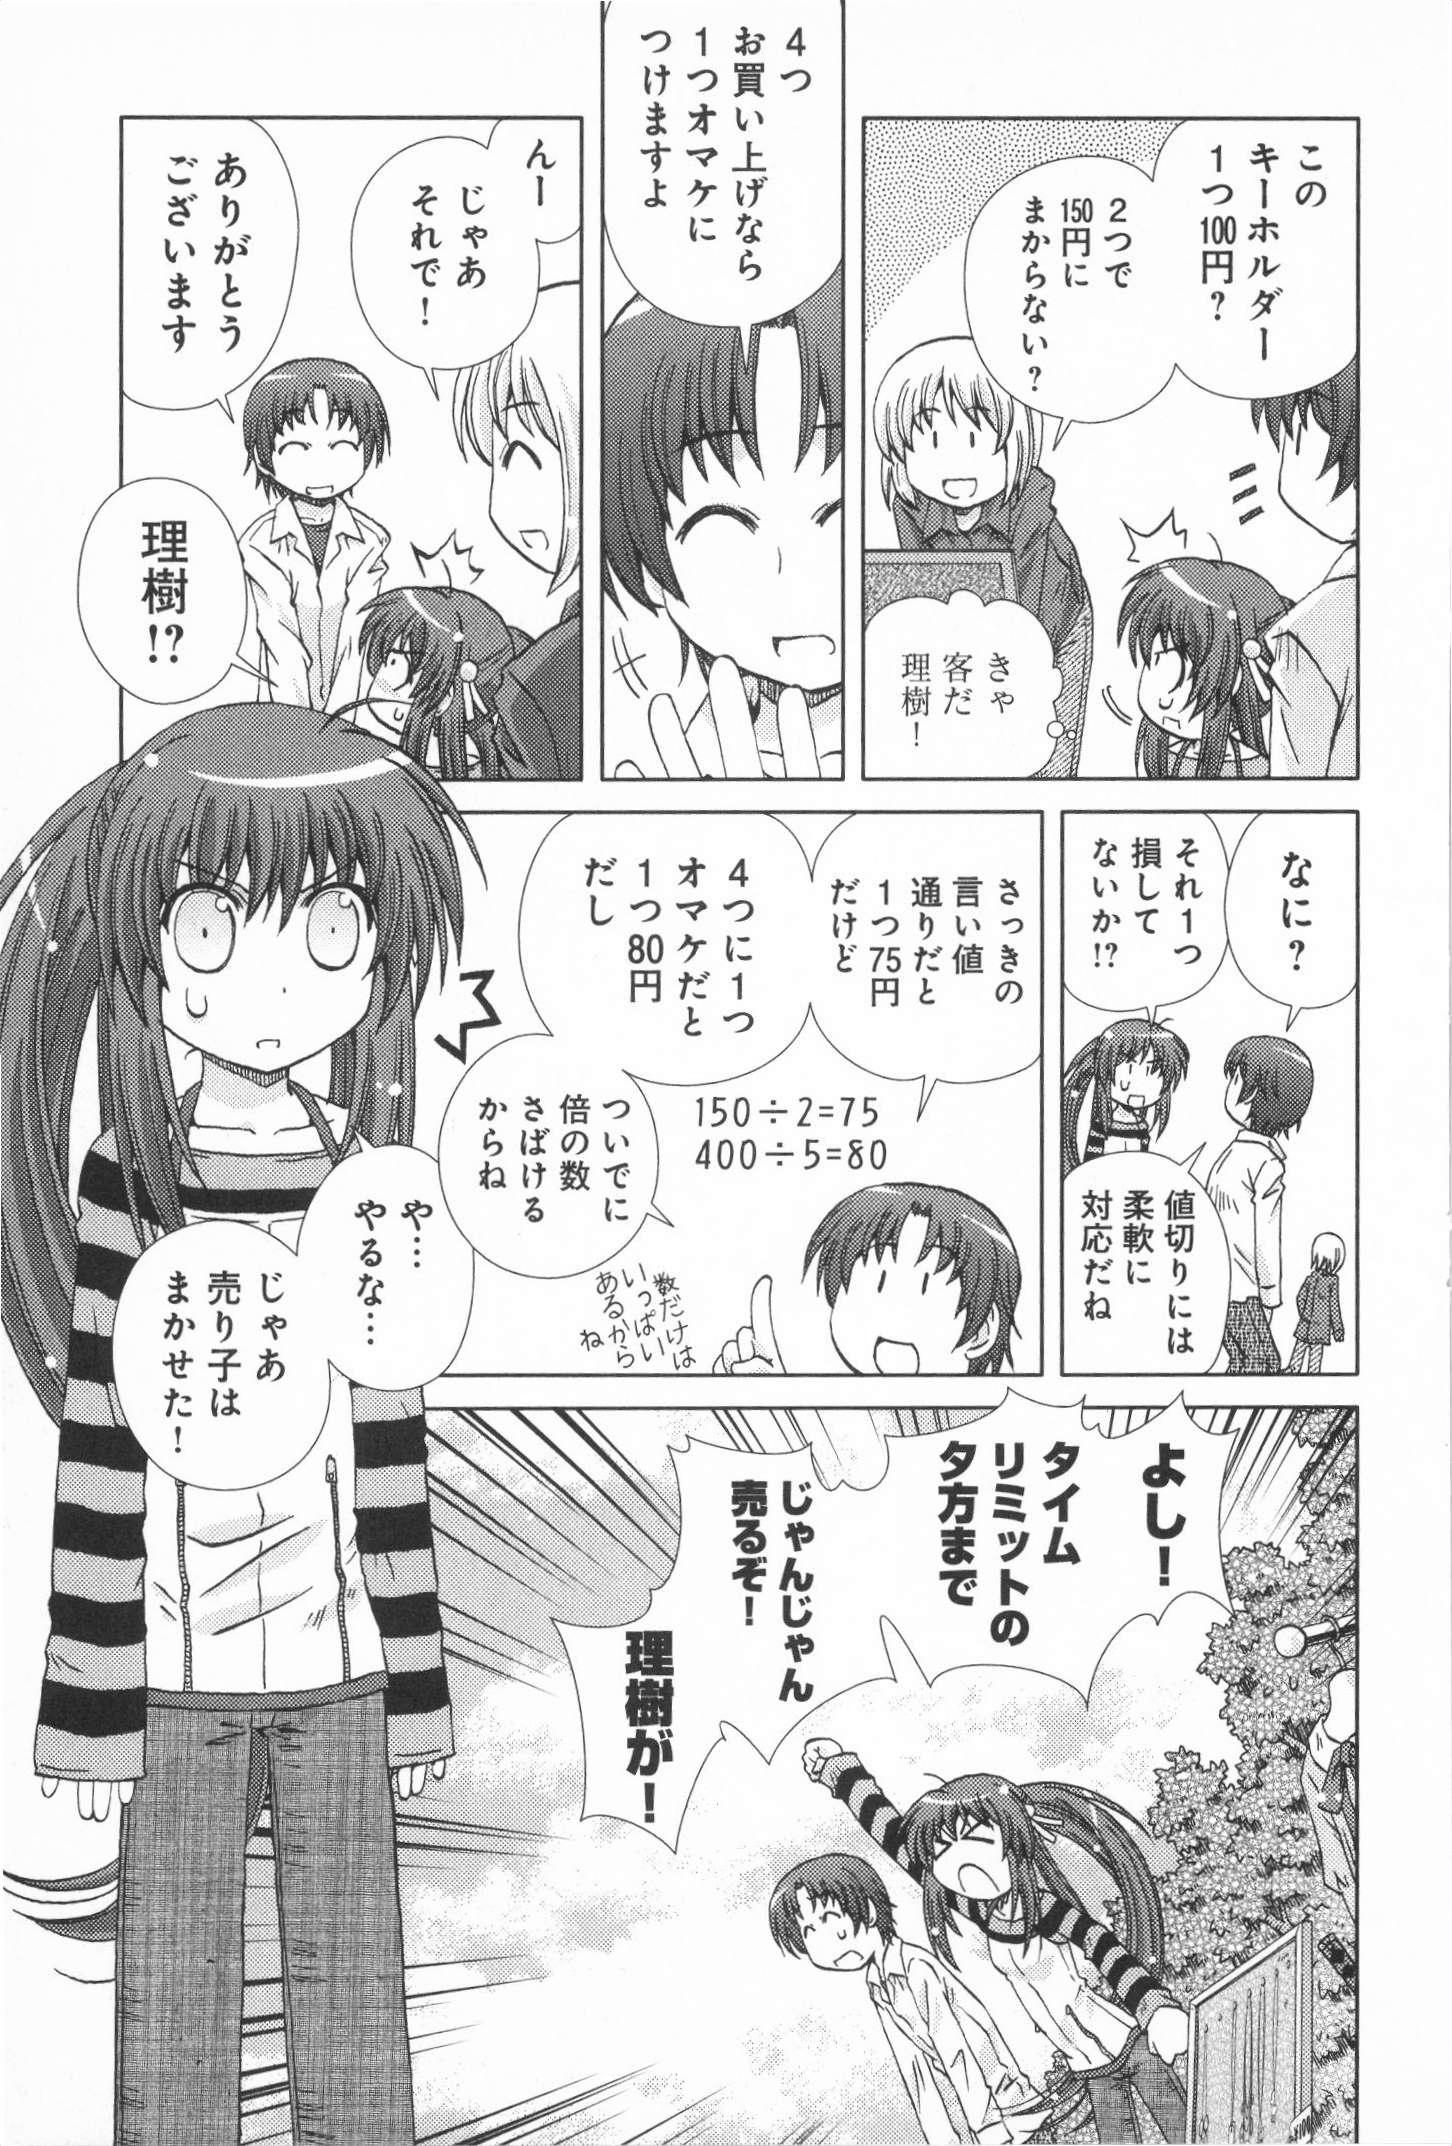 この
キーホルダー
1つ100円?
2つで
150円に
まからない?
きゃ
客だ
理樹!
4つ
お買い上げなら
1つオマケに
つけますよ
んー
じゃあ
それで!
ありがとう
ございます
理樹!?
なに?
それ1つ
損して
ないか!?
値切りには
柔軟に
対応だね
さっきの
言い値
通りだと
1つ75円
だけど
4つに1つ
オマケだと
1つ80円
だし
150÷2=75
400÷5=80
ついでに
倍の数
さばける
からね
数だけは
いっぱい
あるから
ね
や…
やるな…
じゃあ
売り子は
まかせた!
よし!
タイム
リミットの
夕方まで
じゃんじゃん
売るぞ!
理樹が!